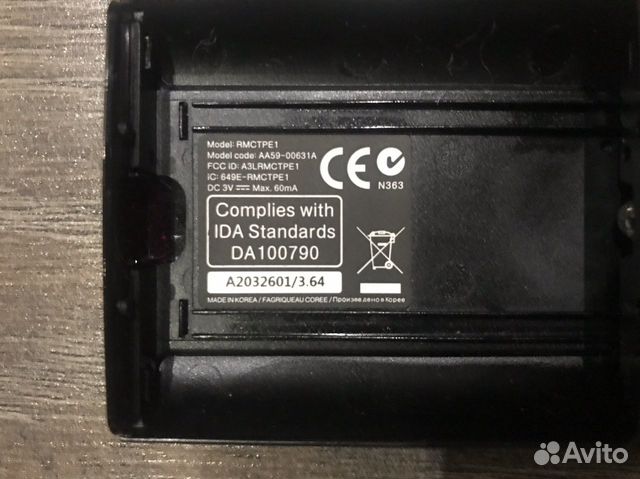 Model: RMCTPE1
Model code: AA59-00631A
FCC ID: A3LRMCTPE1
IC: 649E-RMCTPE1
DC 3V Max. 60mA
CE
N363
Complies with
IDA Standards
DA100790
A2032601/3.64
MADE IN KOREA / FAGRIQUEAU COREE / Произведено в Корее
Avito